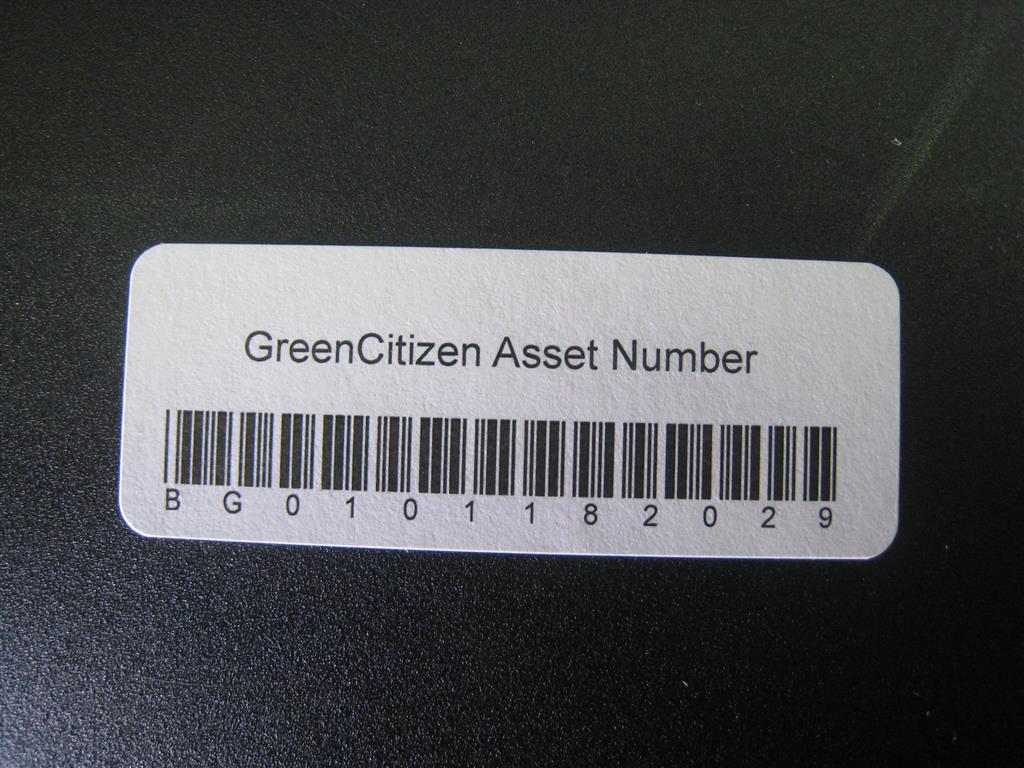 GreenCitizen Asset Number
B G 0 1 0 1 1 8 2 0 2 9